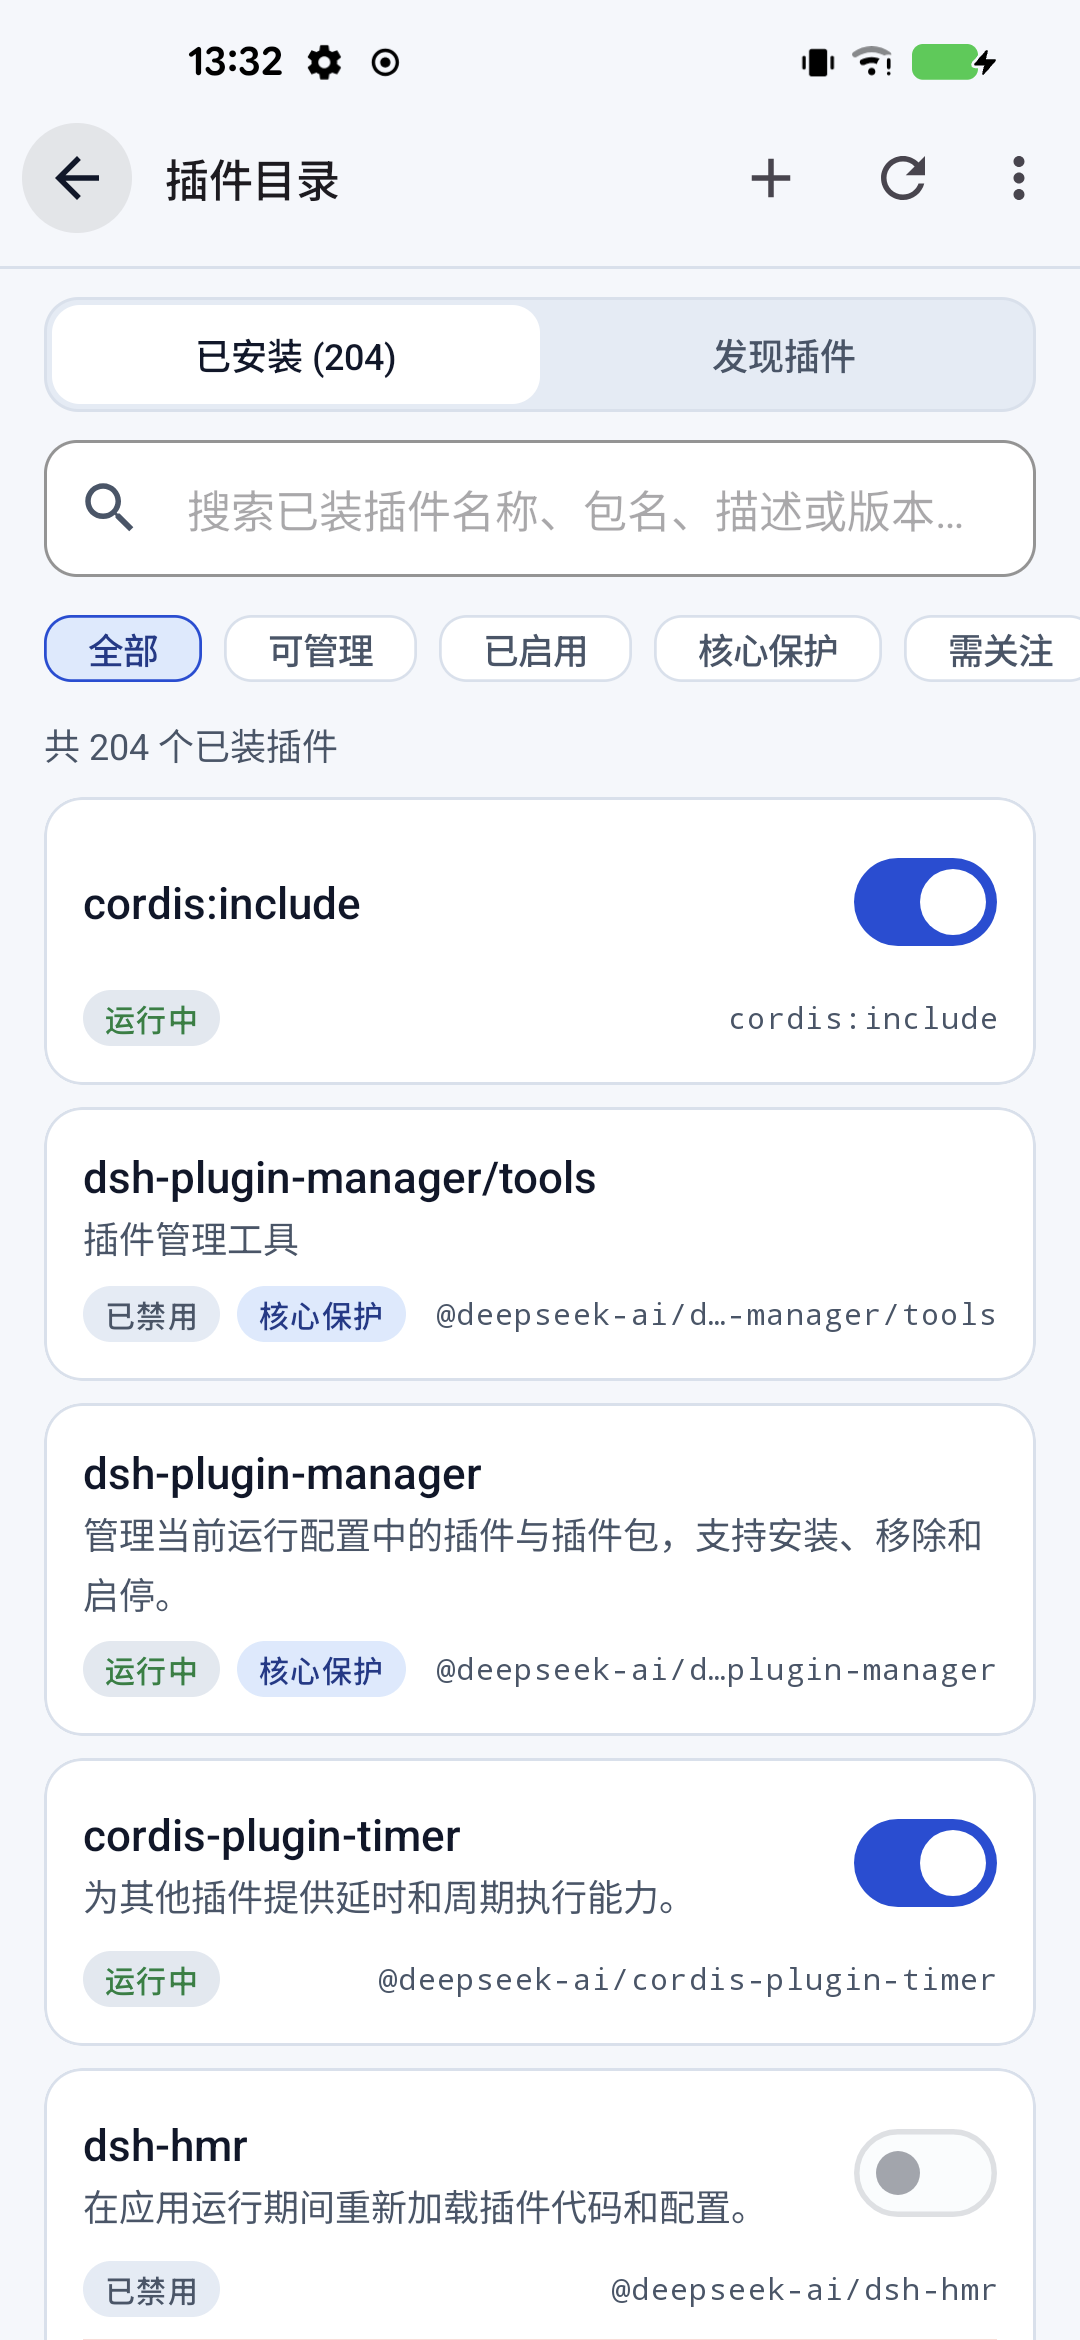 13:32
插件目录
已安装 (204)
发现插件
搜索已装插件名称、包名、描述或版本...
全部
可管理
已启用
核心保护
需关注
共 204 个已装插件
cordis:include
运行中
cordis:include
dsh-plugin-manager/tools
插件管理工具
已禁用
核心保护
@deepseek-ai/d…-manager/tools
dsh-plugin-manager
管理当前运行配置中的插件与插件包，支持安装、移除和
启停。
运行中
核心保护
@deepseek-ai/d…plugin-manager
cordis-plugin-timer
为其他插件提供延时和周期执行能力。
运行中
@deepseek-ai/cordis-plugin-timer
dsh-hmr
在应用运行期间重新加载插件代码和配置。
已禁用
@deepseek-ai/dsh-hmr